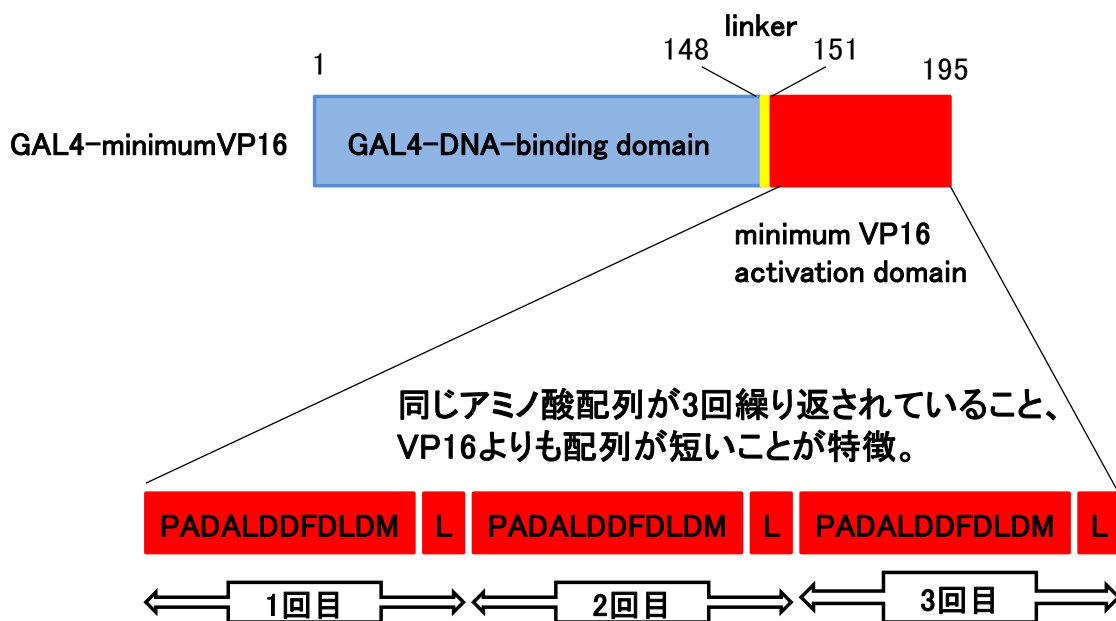 linker
1
148
151
195
GAL4-minimumVP16
GAL4-DNA-binding domain
minimum VP16
activation domain
同じアミノ酸配列が3回繰り返されていること、
VP16よりも配列が短いことが特徴。
PADALDDFDLDM L PADALDDFDLDM L PADALDDFDLDM L
1回目 2回目 3回目